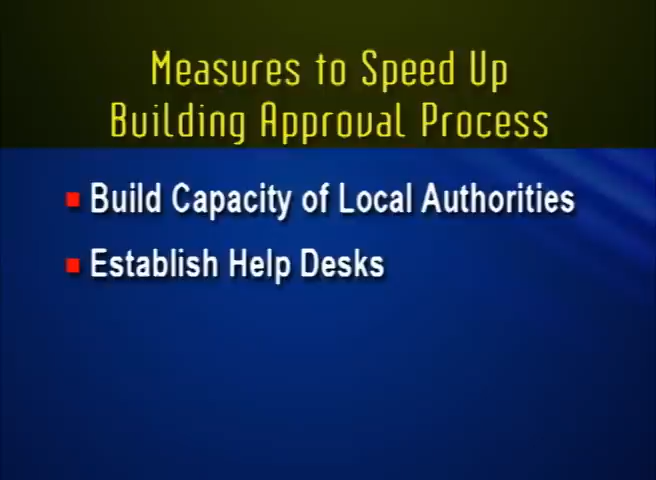 Measures to Speed Up
Building Approval Process
Build Capacity of Local Authorities
Establish Help Desks